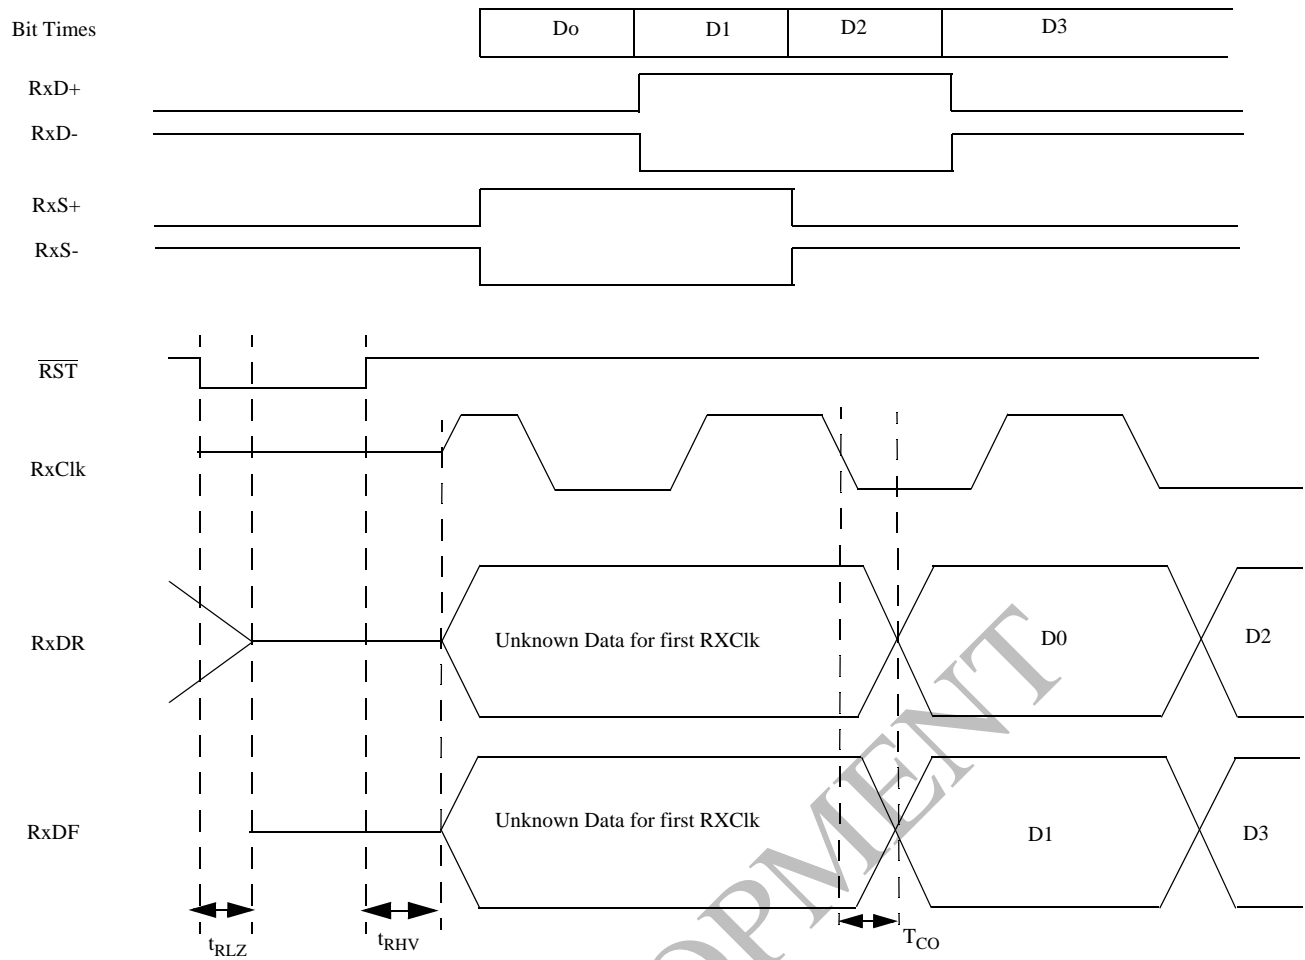 Bit Times Do D1 D2 D3
RxD+
RxD-
RxS+
RxS-
RST
RxClk
RxDR Unknown Data for first RXClk D0 D2
RxDF Unknown Data for first RXClk D1 D3
tRLZ tRHV TCO
OPMENT